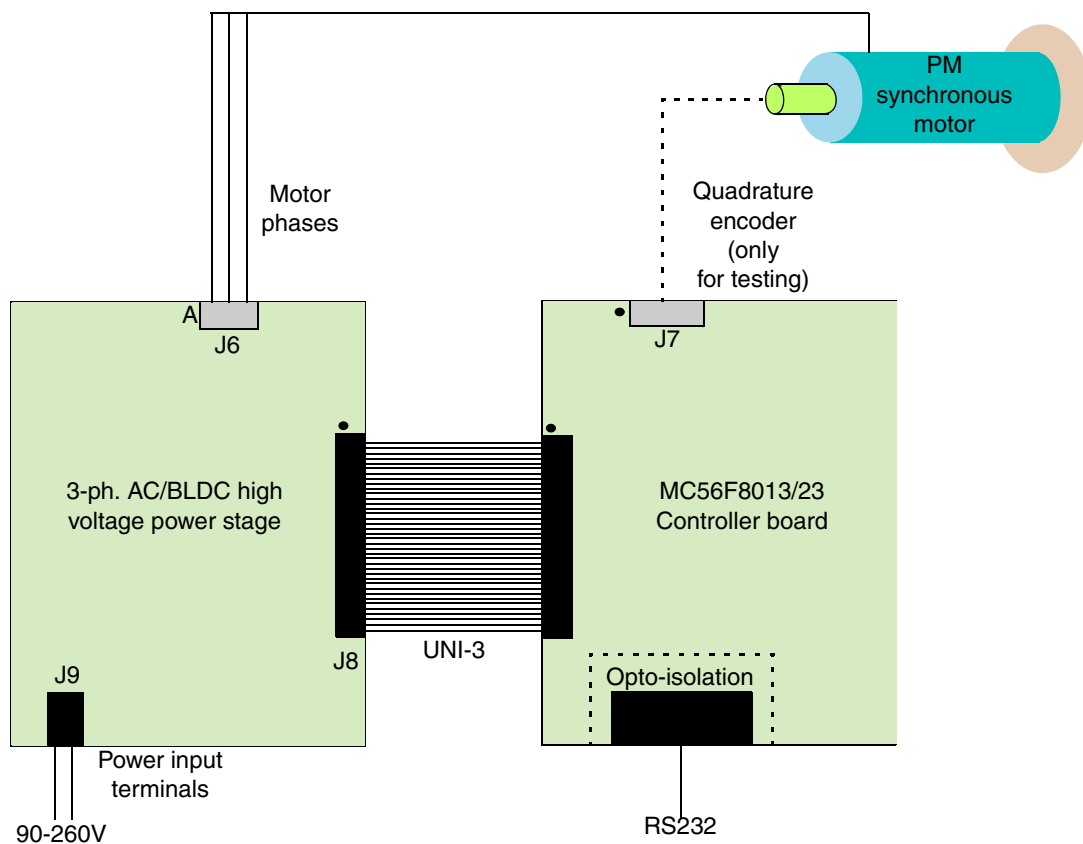 PM
synchronous
motor
Motor
phases
Quadrature
encoder
(only
for testing)
A
J6
J7
3-ph. AC/BLDC high
voltage power stage
MC56F8013/23
Controller board
J8
UNI-3
J9
Opto-isolation
Power input
terminals
90-260V
RS232